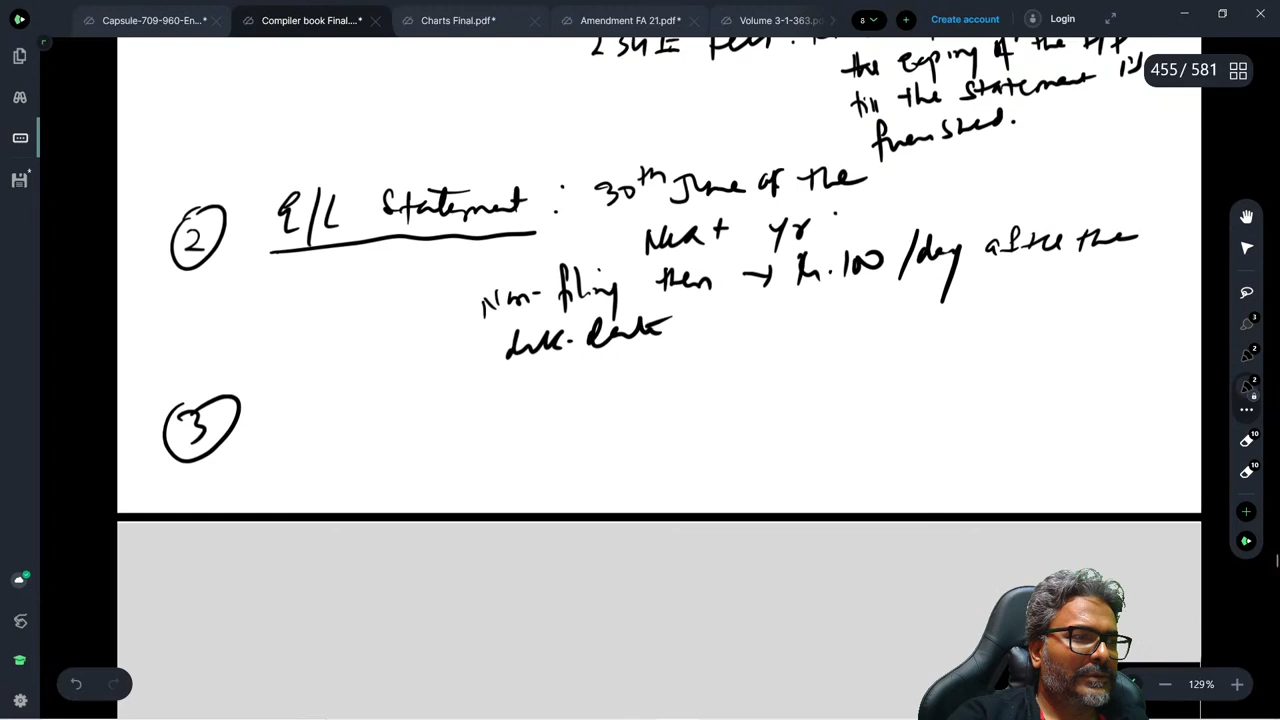 Capsule-709-960-En...*
Compiler book Final....*
Charts Final.pdf*
Amendment FA 21.pdf*
Volume 3-1-363.pd
8
Create account
Login
455 / 581
the expiry of the
till the statement is
furnished.
2 E/L Statement : 30th June of the
Next yr.
Non-filing then → Rs.100/day after the
due date
3
129%